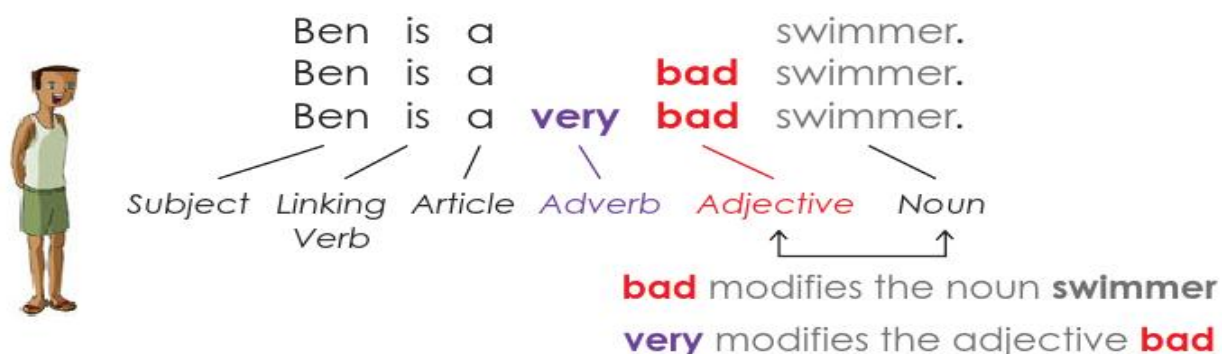 Ben is a swimmer.
Ben is a bad swimmer.
Ben is a very bad swimmer.
Subject Linking Verb Article Adverb Adjective Noun
bad modifies the noun swimmer
very modifies the adjective bad